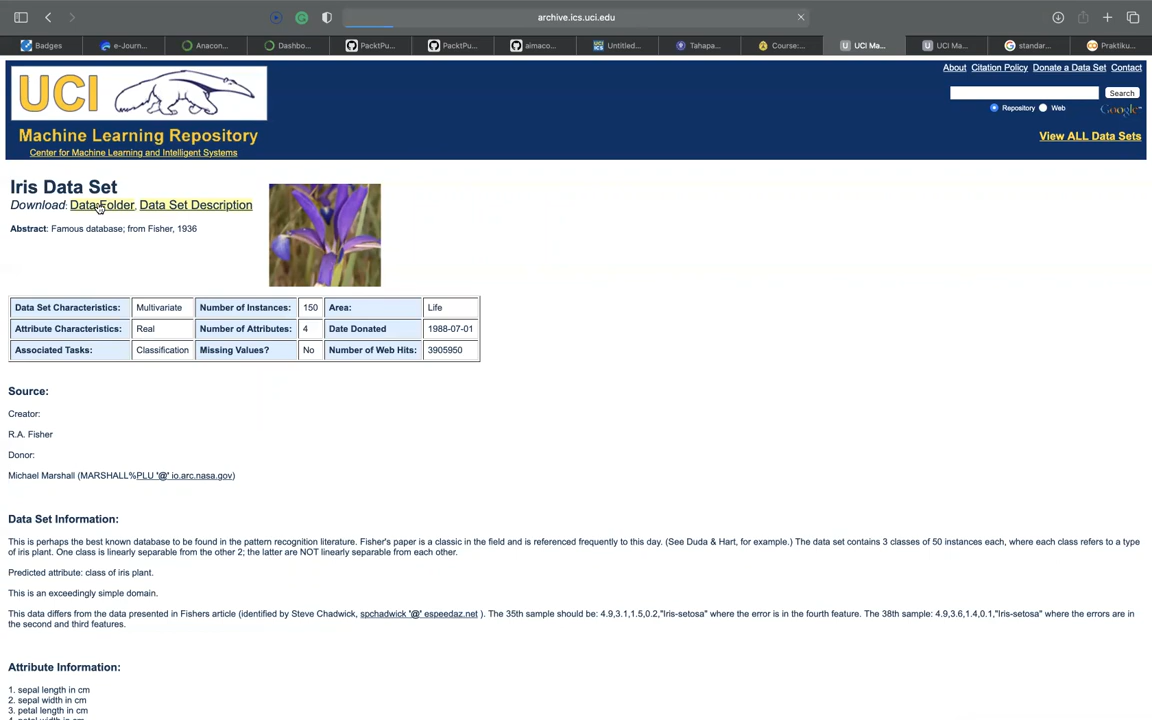 archive.ics.uci.edu
Badges
e-Journ...
Anacon...
Dashbo...
PacktPu...
PacktPu...
aimaco...
Untitled...
Tahapa...
Course:...
UCI Ma...
UCI Ma...
standar...
Praktiku...
About Citation Policy Donate a Data Set Contact
UCI
Search
Repository Web Google™
Machine Learning Repository
View ALL Data Sets
Center for Machine Learning and Intelligent Systems
Iris Data Set
Download: Data Folder, Data Set Description
Abstract: Famous database; from Fisher, 1936
Data Set Characteristics: Multivariate Number of Instances: 150 Area: Life
Attribute Characteristics: Real Number of Attributes: 4 Date Donated 1988-07-01
Associated Tasks: Classification Missing Values? No Number of Web Hits: 3905950
Source:
Creator:
R.A. Fisher
Donor:
Michael Marshall (MARSHALL%PLU '@' io.arc.nasa.gov)
Data Set Information:
This is perhaps the best known database to be found in the pattern recognition literature. Fisher's paper is a classic in the field and is referenced frequently to this day. (See Duda & Hart, for example.) The data set contains 3 classes of 50 instances each, where each class refers to a type
of iris plant. One class is linearly separable from the other 2; the latter are NOT linearly separable from each other.
Predicted attribute: class of iris plant.
This is an exceedingly simple domain.
This data differs from the data presented in Fishers article (identified by Steve Chadwick, spchadwick '@' espeedaz.net ). The 35th sample should be: 4.9,3.1,1.5,0.2,"Iris-setosa" where the error is in the fourth feature. The 38th sample: 4.9,3.6,1.4,0.1,"Iris-setosa" where the errors are in
the second and third features.
Attribute Information:
1. sepal length in cm
2. sepal width in cm
3. petal length in cm
4. petal width in cm